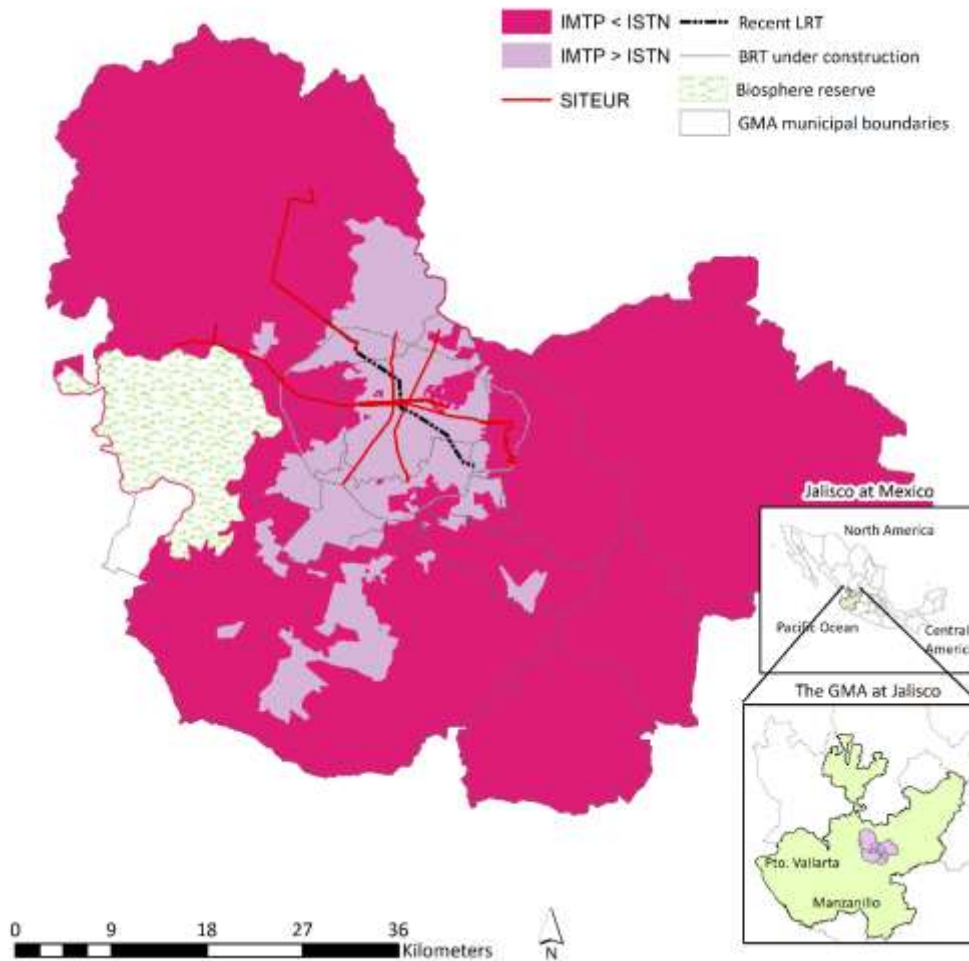 IMTP < ISTN
Recent LRT
IMTP > ISTN
BRT under construction
SITEUR
Biosphere reserve
GMA municipal boundaries
Jalisco at Mexico
North America
Pacific Ocean
Central
America
The GMA at Jalisco
Pto. Vallarta
Manzanillo
0 9 18 27 36
Kilometers
N